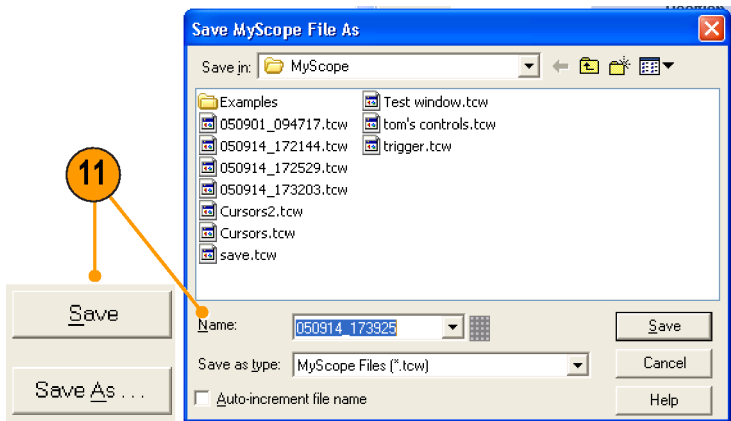 Save MyScope File As
Save in: MyScope
Examples
050901_094717.tcw
050914_172144.tcw
050914_172529.tcw
050914_173203.tcw
Cursors2.tcw
Cursors.tcw
save.tcw
Test window.tcw
tom's controls.tcw
trigger.tcw
11
Save
Save As . . .
Name: 050914_173925
Save
Save as type: MyScope Files (*.tcw)
Cancel
Auto-increment file name
Help